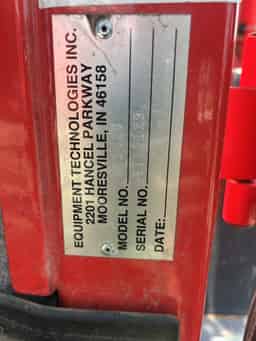 EQUIPMENT TECHNOLOGIES INC.
2201 HANCEL PARKWAY
MOORESVILLE, IN 46158
MODEL NO.
SERIAL NO.
DATE: